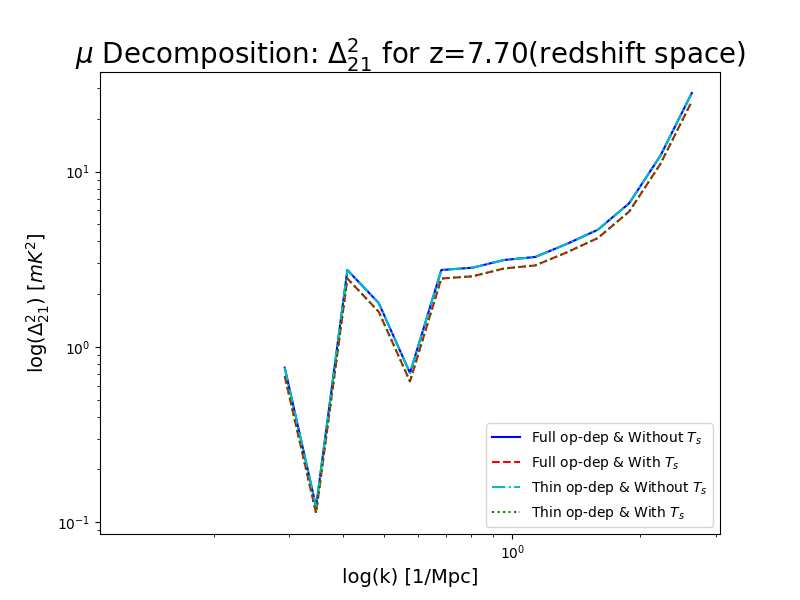 μ Decomposition: Δ²₂₁ for z=7.70(redshift space)
log(Δ²₂₁) [mK²]
10¹
10⁰
10⁻¹
Full op-dep & Without Tₛ
Full op-dep & With Tₛ
Thin op-dep & Without Tₛ
Thin op-dep & With Tₛ
10⁰
log(k) [1/Mpc]